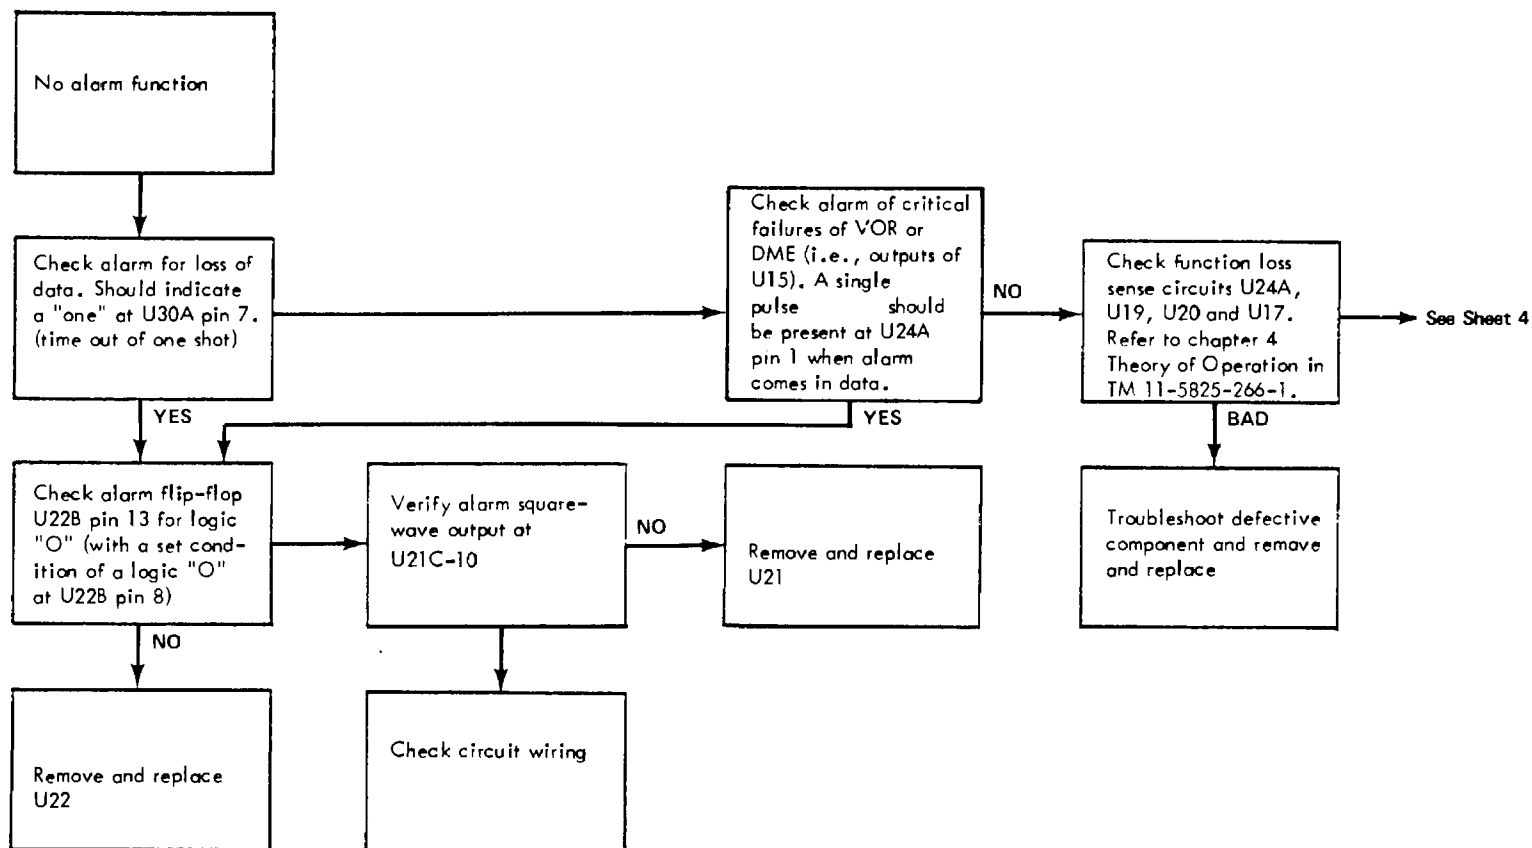 No alarm function
Check alarm for loss of
data. Should indicate
a "one" at U30A pin 7.
(time out of one shot)
Check alarm of critical
failures of VOR or
DME (i.e., outputs of
U15). A single
pulse should
be present at U24A
pin 1 when alarm
comes in data.
NO
Check function loss
sense circuits U24A,
U19, U20 and U17.
Refer to chapter 4
Theory of Operation in
TM 11-5825-266-1.
See Sheet 4
YES
YES
BAD
Check alarm flip-flop
U22B pin 13 for logic
"O" (with a set cond-
ition of a logic "O"
at U22B pin 8)
Verify alarm square-
wave output at
U21C-10
NO
Remove and replace
U21
Troubleshoot defective
component and remave
and replace
NO
Remove and replace
U22
Check circuit wiring